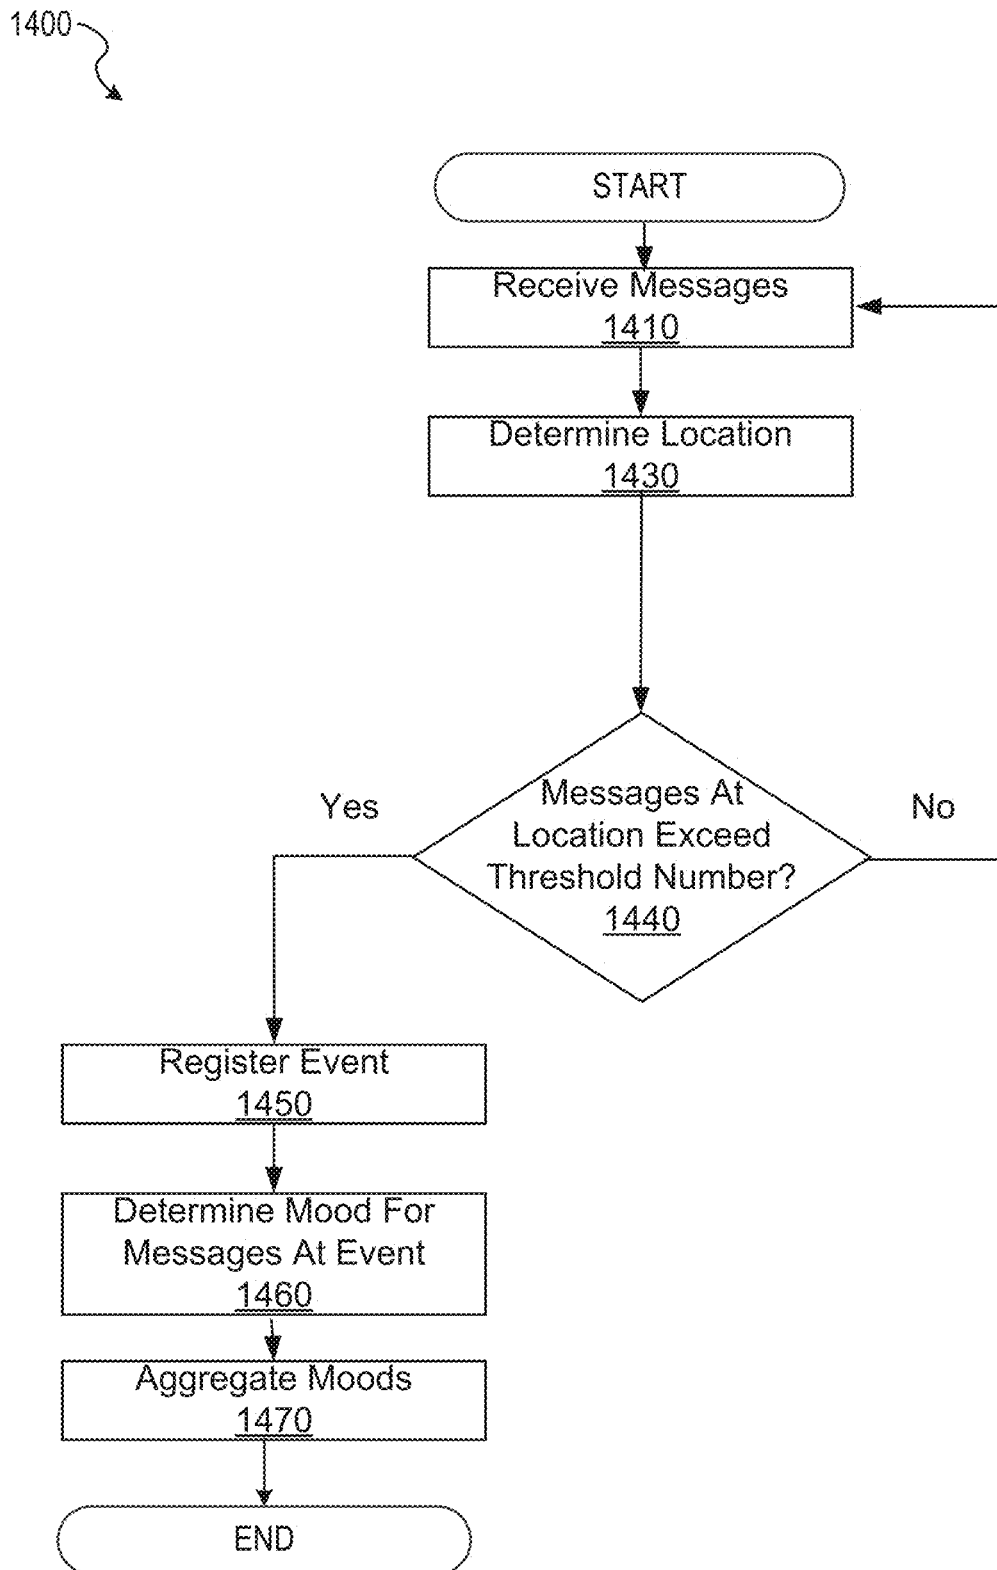 1400
START
Receive Messages
1410
Determine Location
1430
Messages At
Location Exceed
Threshold Number?
1440
Yes
No
Register Event
1450
Determine Mood For
Messages At Event
1460
Aggregate Moods
1470
END